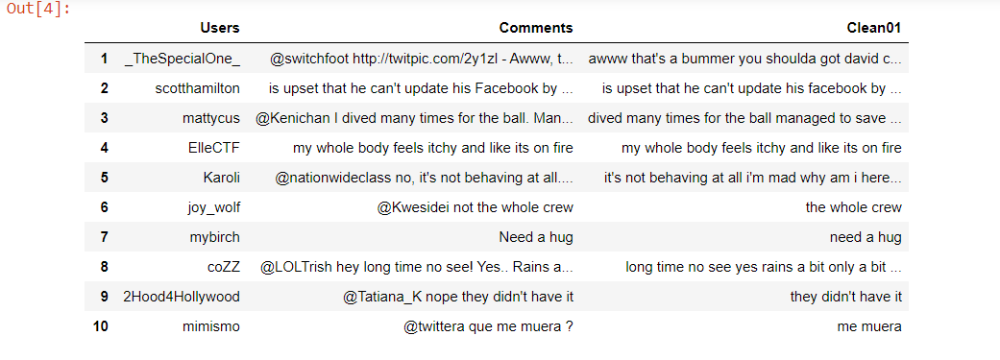 Out[4]:
Users Comments Clean01
1 _TheSpecialOne_ @switchfoot http://twitpic.com/2y1zl - Awww, t... awww that's a bummer you shoulda got david c...
2 scotthamilton is upset that he can't update his Facebook by ... is upset that he can't update his facebook by ...
3 mattycus @Kenichan I dived many times for the ball. Man... dived many times for the ball managed to save ...
4 ElleCTF my whole body feels itchy and like its on fire my whole body feels itchy and like its on fire
5 Karoli @nationwideclass no, it's not behaving at all.... it's not behaving at all i'm mad why am i here...
6 joy_wolf @Kwesidei not the whole crew the whole crew
7 mybirch Need a hug need a hug
8 coZZ @LOLTrish hey long time no see! Yes.. Rains a... long time no see yes rains a bit only a bit ...
9 2Hood4Hollywood @Tatiana_K nope they didn't have it they didn't have it
10 mimismo @twittera que me muera ? me muera